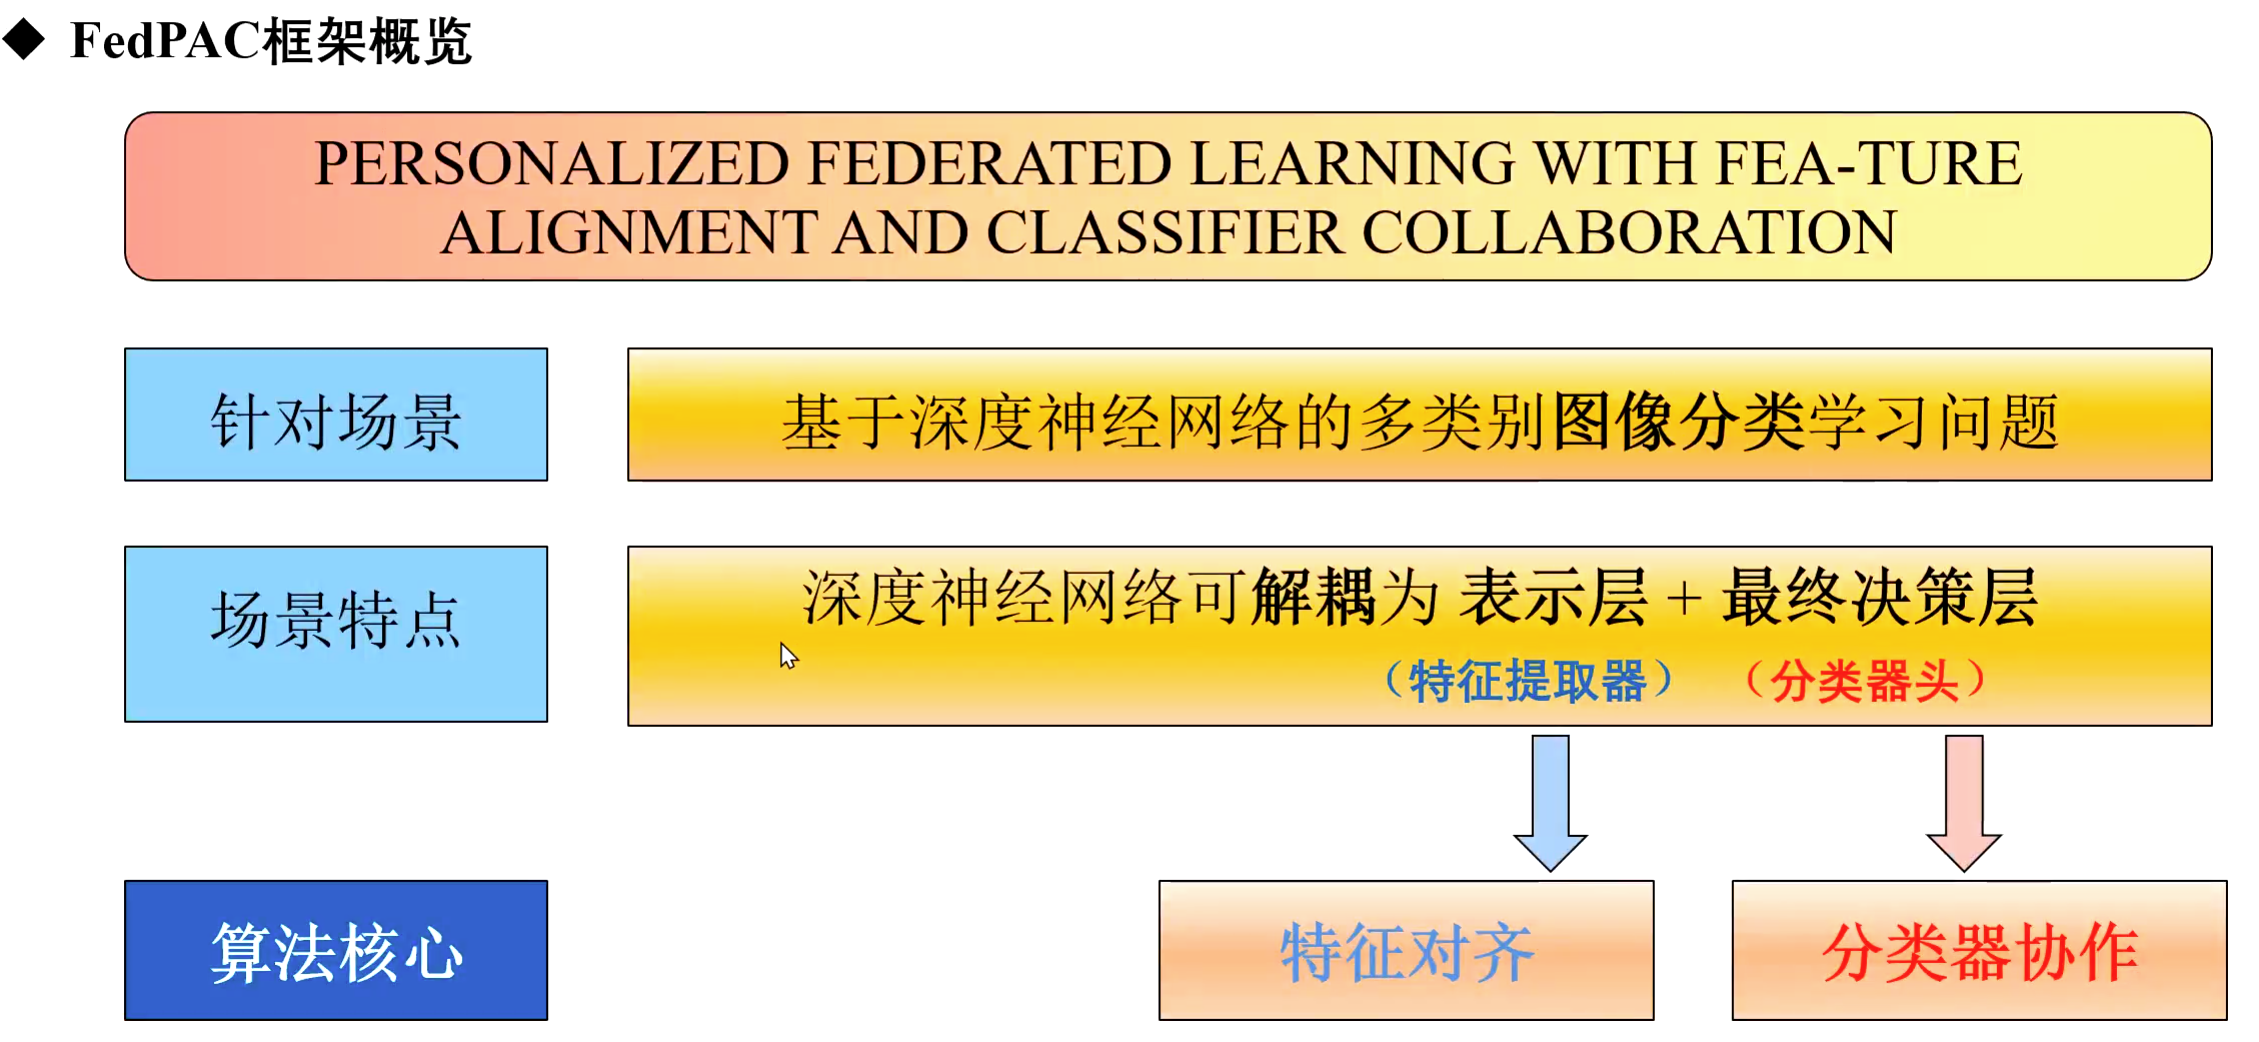 ◆ FedPAC框架概览
PERSONALIZED FEDERATED LEARNING WITH FEA-TURE
ALIGNMENT AND CLASSIFIER COLLABORATION
针对场景
基于深度神经网络的多类别图像分类学习问题
场景特点
深度神经网络可解耦为 表示层 + 最终决策层
（特征提取器） （分类器头）
算法核心
特征对齐
分类器协作